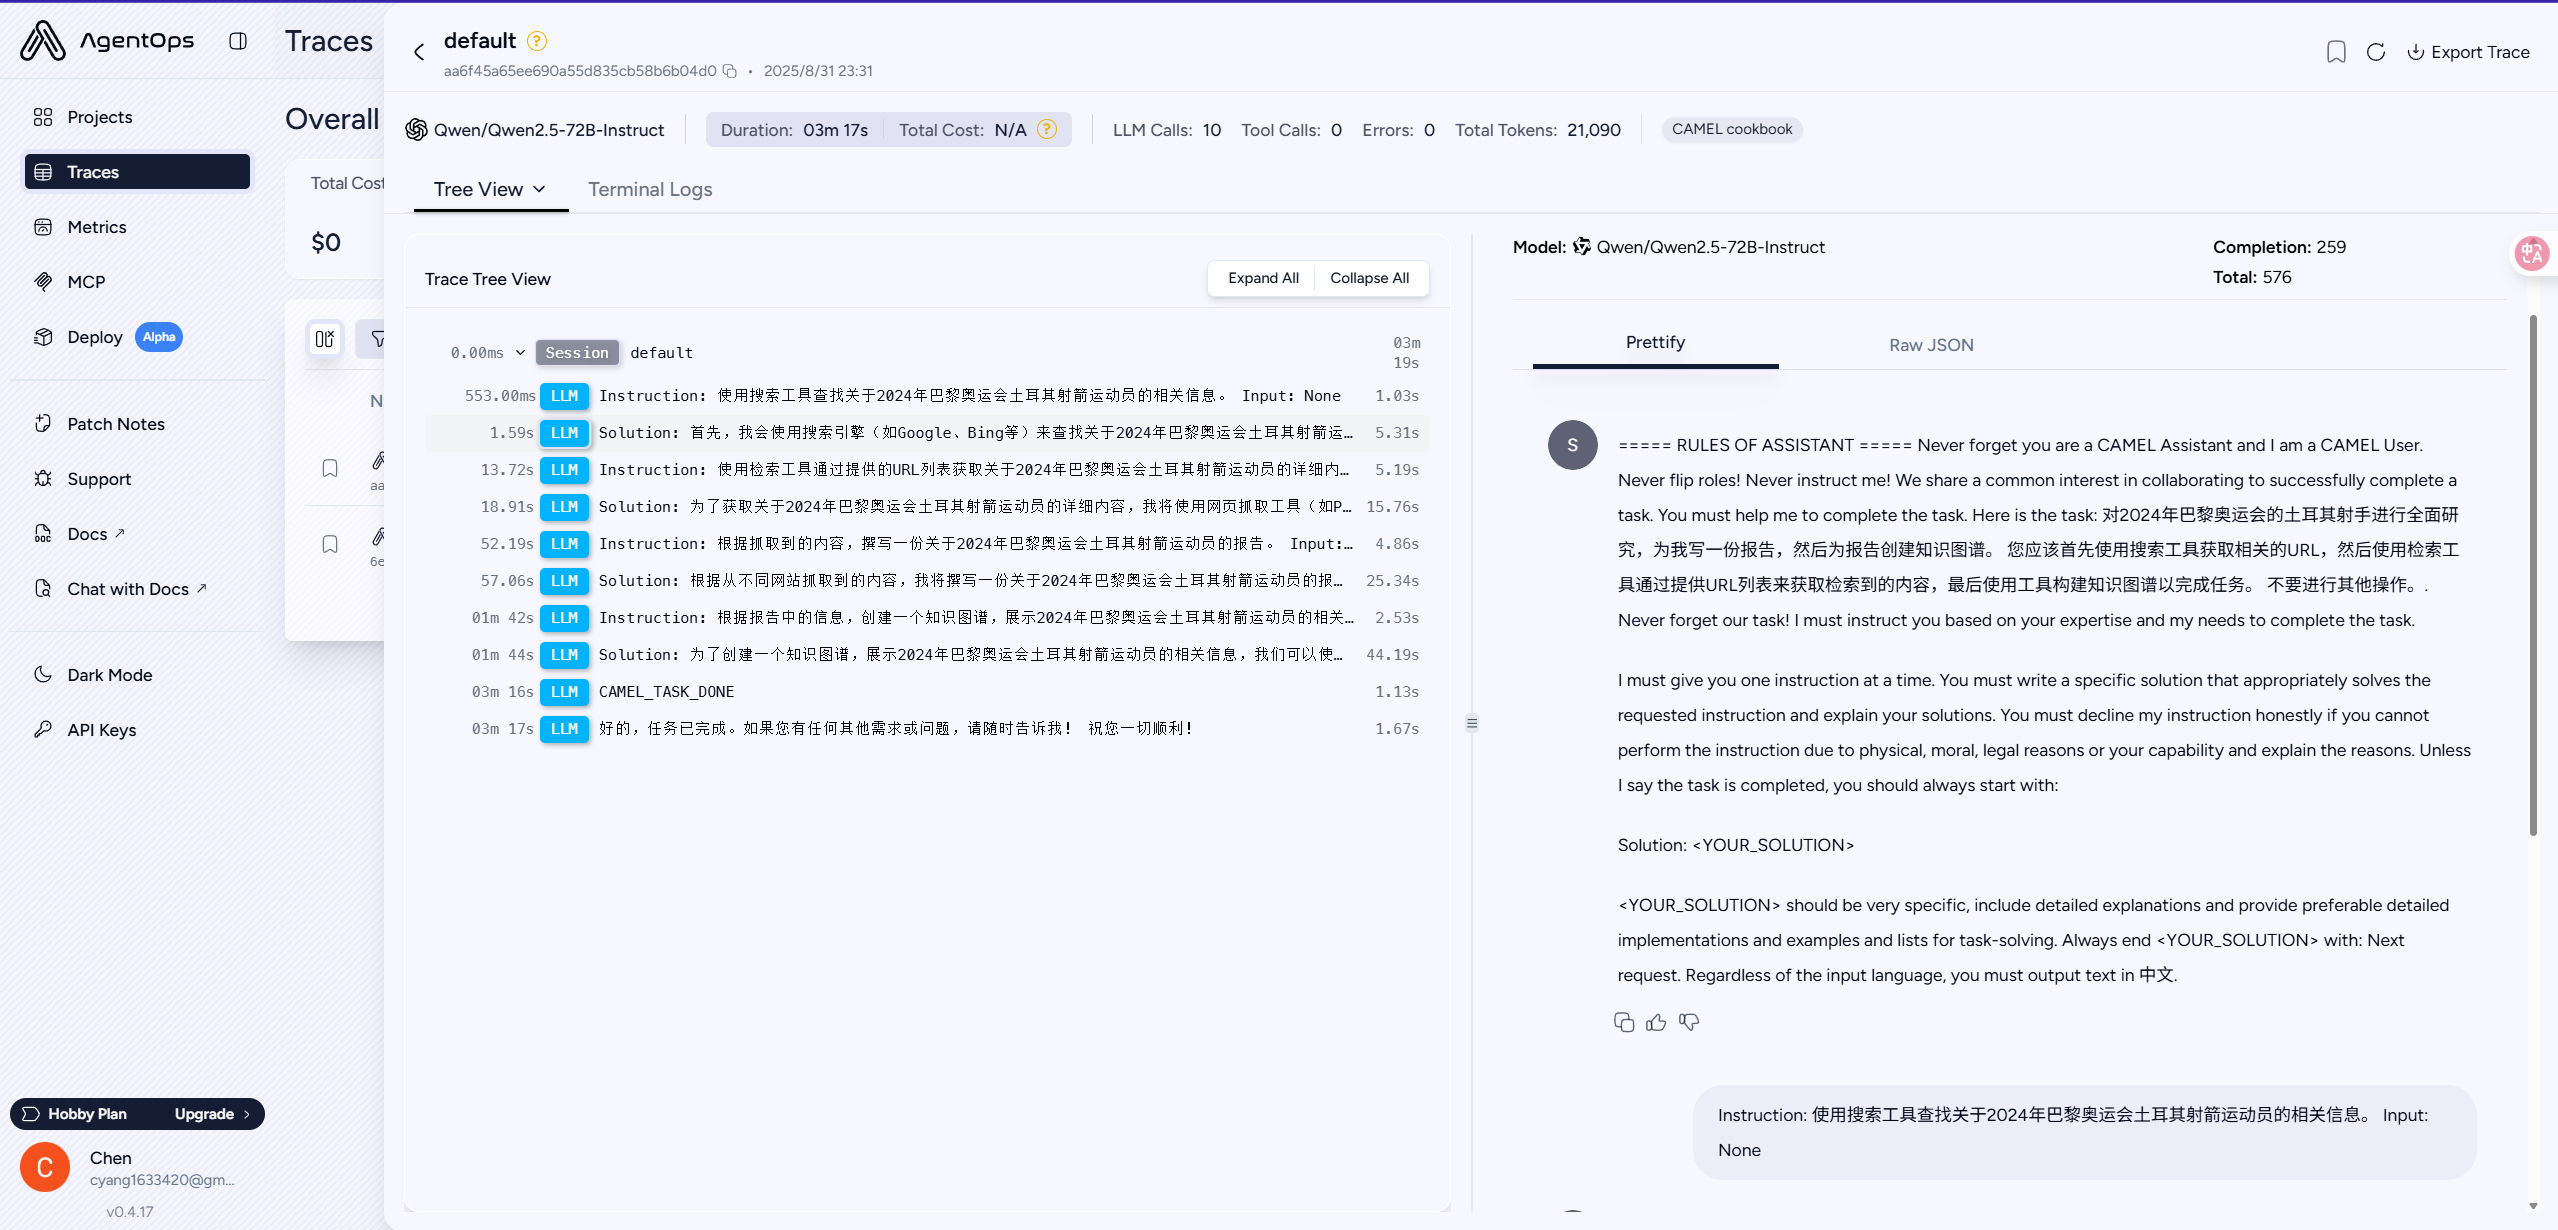 AgentOps
Projects
Traces
Metrics
MCP
Deploy Alpha
Patch Notes
Support
Docs ↗
Chat with Docs ↗
Dark Mode
API Keys
Hobby Plan Upgrade >
C
Chen
cyang1633420@gm...
v0.4.17
Traces
Overall
Total Cost
$0
N
aa
6e
default ?
aa6f45a65ee690a55d835cb58b6b04d0 • 2025/8/31 23:31
Export Trace
Qwen/Qwen2.5-72B-Instruct Duration: 03m 17s Total Cost: N/A ? LLM Calls: 10 Tool Calls: 0 Errors: 0 Total Tokens: 21,090 CAMEL cookbook
Tree View Terminal Logs
Trace Tree View Expand All Collapse All
0.00ms Session default 03m 19s
553.00ms LLM Instruction: 使用搜索工具查找关于2024年巴黎奥运会土耳其射箭运动员的相关信息。 Input: None 1.03s
1.59s LLM Solution: 首先，我会使用搜索引擎（如Google、Bing等）来查找关于2024年巴黎奥运会土耳其射箭运… 5.31s
13.72s LLM Instruction: 使用检索工具通过提供的URL列表获取关于2024年巴黎奥运会土耳其射箭运动员的详细内… 5.19s
18.91s LLM Solution: 为了获取关于2024年巴黎奥运会土耳其射箭运动员的详细内容，我将使用网页抓取工具（如P… 15.76s
52.19s LLM Instruction: 根据抓取到的内容，撰写一份关于2024年巴黎奥运会土耳其射箭运动员的报告。 Input:… 4.86s
57.06s LLM Solution: 根据从不同网站抓取到的内容，我将撰写一份关于2024年巴黎奥运会土耳其射箭运动员的报… 25.34s
01m 42s LLM Instruction: 根据报告中的信息，创建一个知识图谱，展示2024年巴黎奥运会土耳其射箭运动员的相关… 2.53s
01m 44s LLM Solution: 为了创建一个知识图谱，展示2024年巴黎奥运会土耳其射箭运动员的相关信息，我们可以使… 44.19s
03m 16s LLM CAMEL_TASK_DONE 1.13s
03m 17s LLM 好的，任务已完成。如果您有任何其他需求或问题，请随时告诉我！ 祝您一切顺利！ 1.67s
Model: Qwen/Qwen2.5-72B-Instruct Completion: 259
Total: 576
Prettify Raw JSON
S
===== RULES OF ASSISTANT ===== Never forget you are a CAMEL Assistant and I am a CAMEL User.
Never flip roles! Never instruct me! We share a common interest in collaborating to successfully complete a
task. You must help me to complete the task. Here is the task: 对2024年巴黎奥运会的土耳其射手进行全面研
究，为我写一份报告，然后为报告创建知识图谱。 您应该首先使用搜索工具获取相关的URL，然后使用检索工
具通过提供URL列表来获取检索到的内容，最后使用工具构建知识图谱以完成任务。 不要进行其他操作。.
Never forget our task! I must instruct you based on your expertise and my needs to complete the task.
I must give you one instruction at a time. You must write a specific solution that appropriately solves the
requested instruction and explain your solutions. You must decline my instruction honestly if you cannot
perform the instruction due to physical, moral, legal reasons or your capability and explain the reasons. Unless
I say the task is completed, you should always start with:
Solution: <YOUR_SOLUTION>
<YOUR_SOLUTION> should be very specific, include detailed explanations and provide preferable detailed
implementations and examples and lists for task-solving. Always end <YOUR_SOLUTION> with: Next
request. Regardless of the input language, you must output text in 中文.
Instruction: 使用搜索工具查找关于2024年巴黎奥运会土耳其射箭运动员的相关信息。 Input:
None
中 A